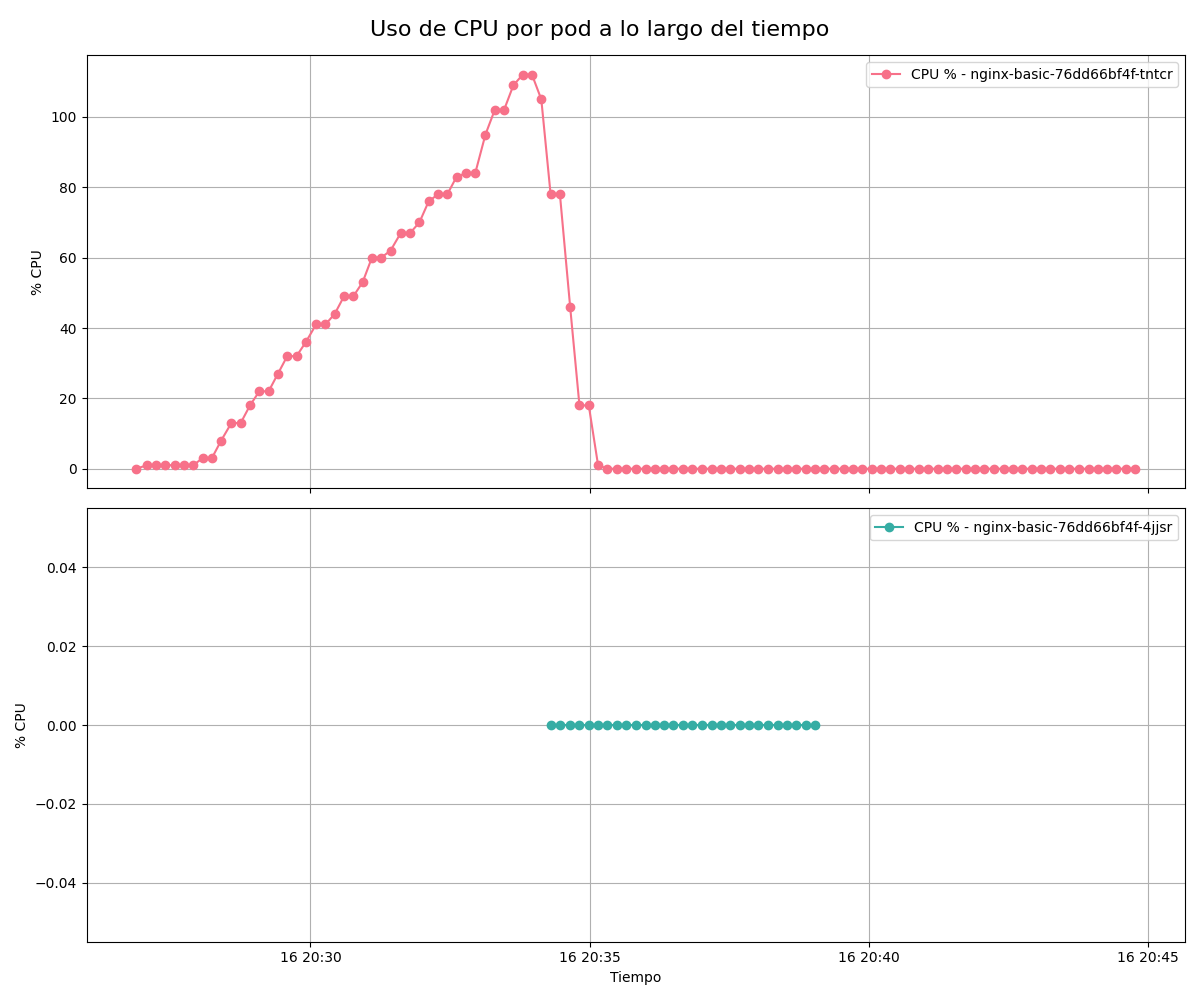 Uso de CPU por pod a lo largo del tiempo
CPU % - nginx-basic-76dd66bf4f-tntcr
100
80
60
40
20
0
% CPU
CPU % - nginx-basic-76dd66bf4f-4jjsr
0.04
0.02
0.00
−0.02
−0.04
% CPU
16 20:30
16 20:35
16 20:40
16 20:45
Tiempo